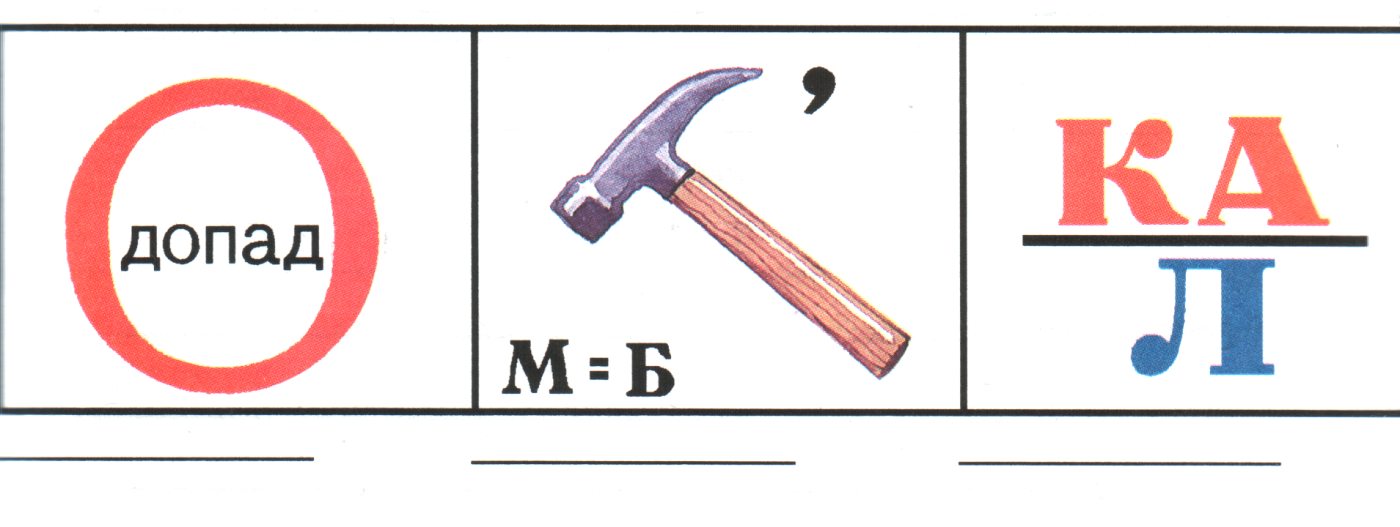 О
допад
,
М = Б
КА
Л